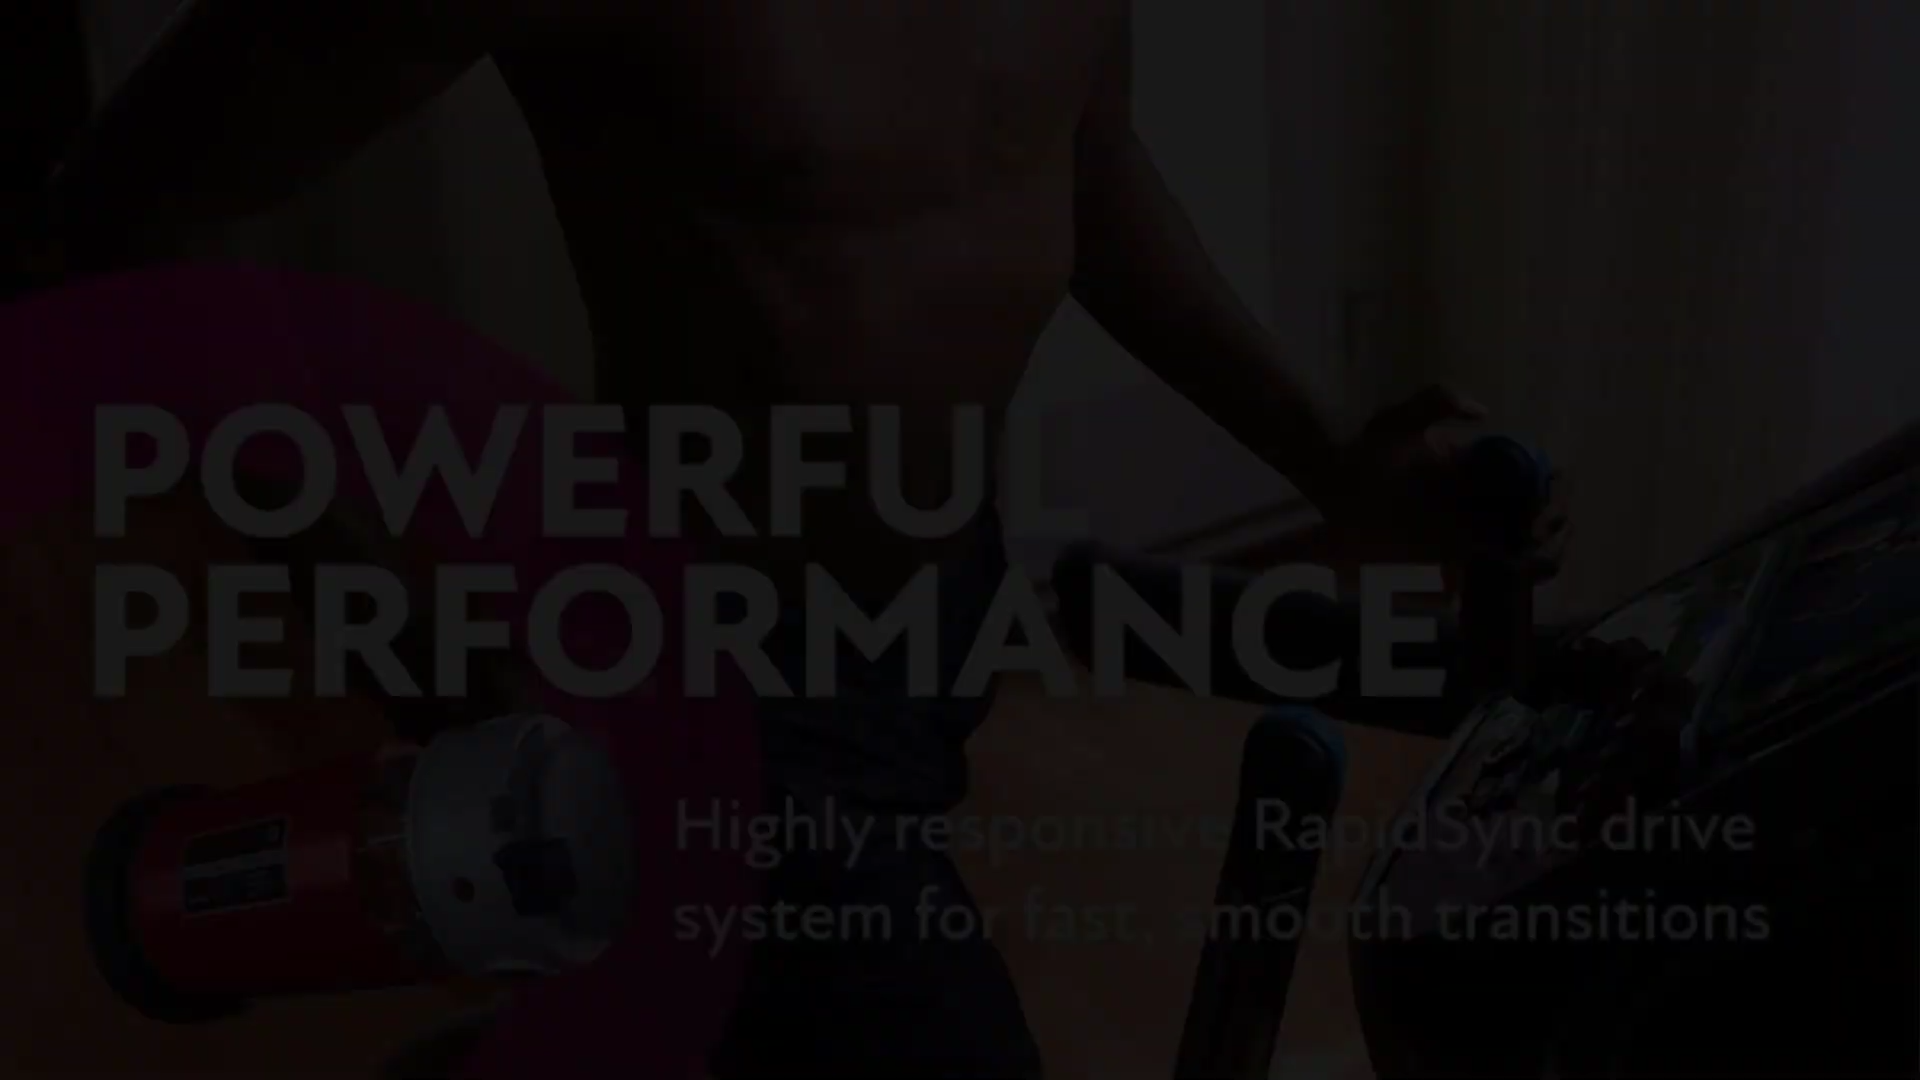 POWERFUL
PERFORMANCE
Highly responsive RapidSync drive
system for fast, smooth transitions